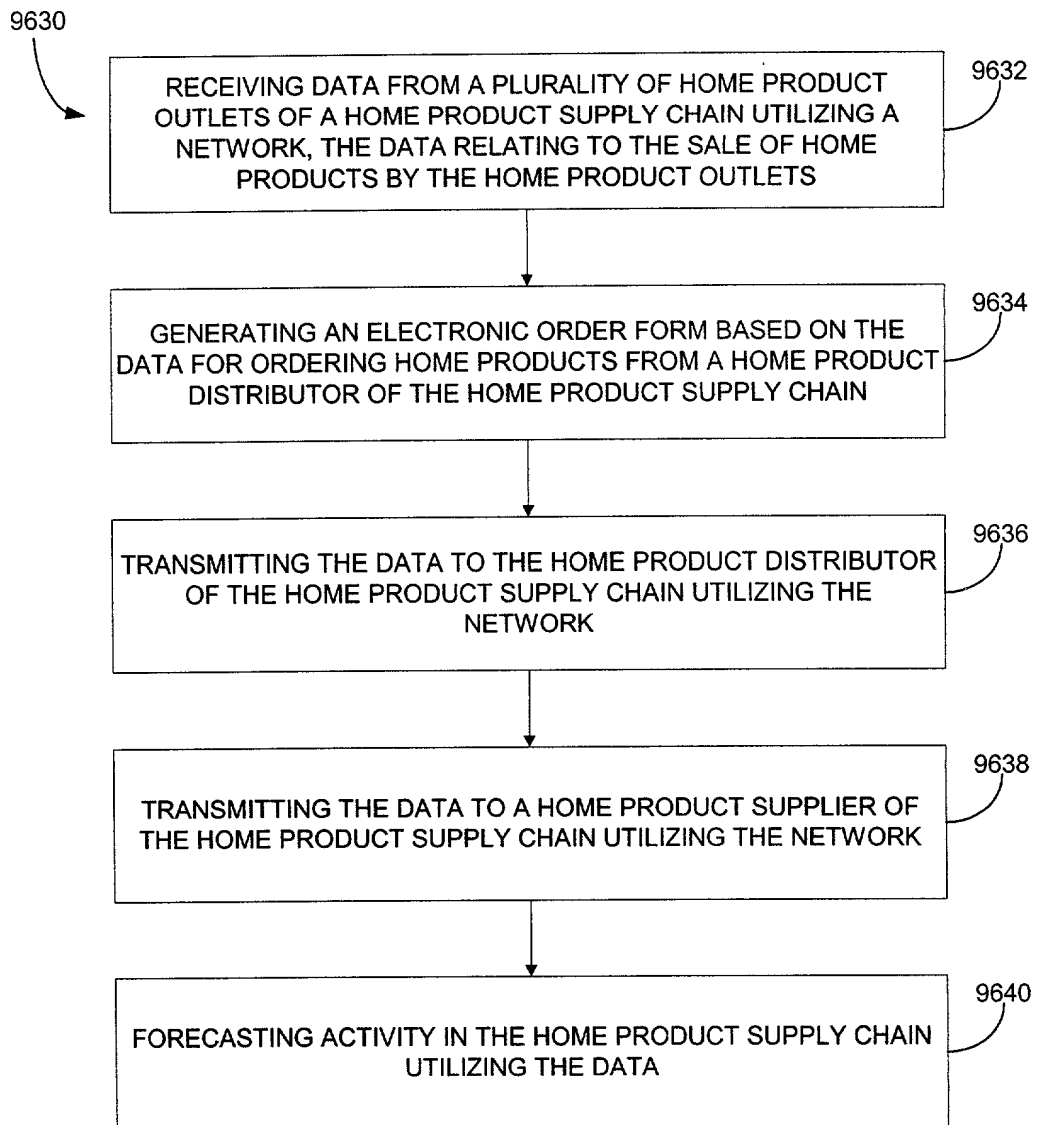 9630
9632
RECEIVING DATA FROM A PLURALITY OF HOME PRODUCT
OUTLETS OF A HOME PRODUCT SUPPLY CHAIN UTILIZING A
NETWORK, THE DATA RELATING TO THE SALE OF HOME
PRODUCTS BY THE HOME PRODUCT OUTLETS
9634
GENERATING AN ELECTRONIC ORDER FORM BASED ON THE
DATA FOR ORDERING HOME PRODUCTS FROM A HOME PRODUCT
DISTRIBUTOR OF THE HOME PRODUCT SUPPLY CHAIN
9636
TRANSMITTING THE DATA TO THE HOME PRODUCT DISTRIBUTOR
OF THE HOME PRODUCT SUPPLY CHAIN UTILIZING THE
NETWORK
9638
TRANSMITTING THE DATA TO A HOME PRODUCT SUPPLIER OF
THE HOME PRODUCT SUPPLY CHAIN UTILIZING THE NETWORK
9640
FORECASTING ACTIVITY IN THE HOME PRODUCT SUPPLY CHAIN
UTILIZING THE DATA